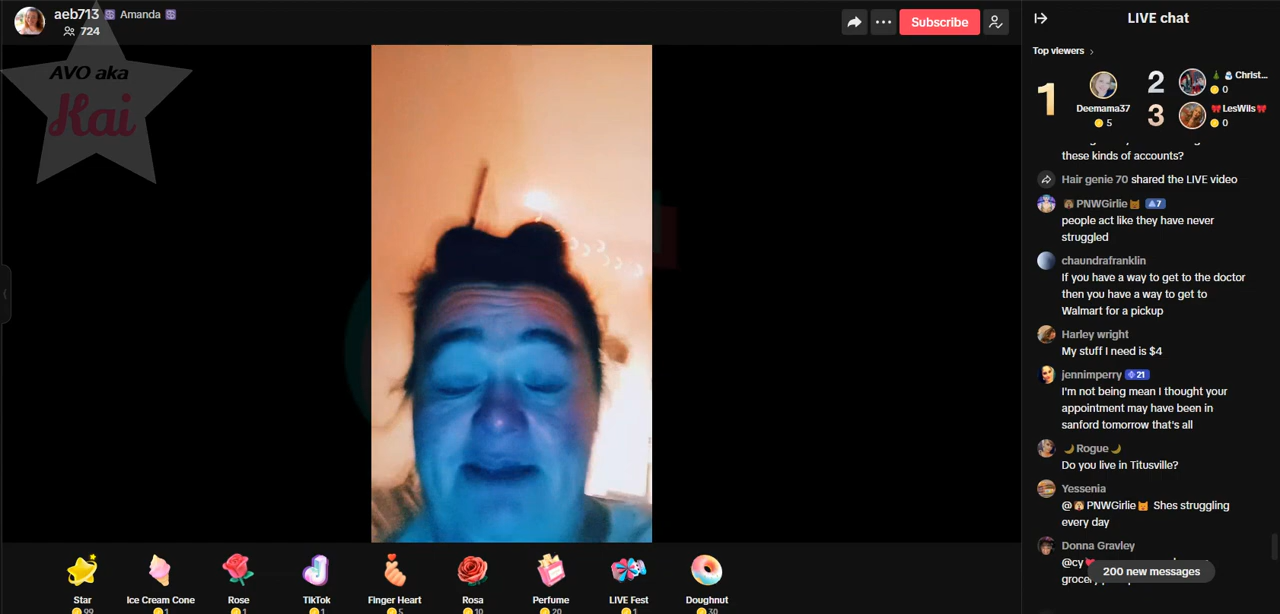 aeb713 Amanda
724
Subscribe
AVO aka
Kai
LIVE chat
Top viewers
1
Deemama37
5
2
Christ...
0
3
LesWils
0
these kinds of accounts?
Hair genie 70 shared the LIVE video
PNWGirlie 7
people act like they have never
struggled
chaundrafranklin
If you have a way to get to the doctor
then you have a way to get to
Walmart for a pickup
Harley wright
My stuff I need is $4
jennimperry 21
I'm not being mean I thought your
appointment may have been in
sanford tomorrow that's all
Rogue
Do you live in Titusville?
Yessenia
@PNWGirlie Shes struggling
every day
Donna Gravley
@cy
200 new messages
Star
99
Ice Cream Cone
1
Rose
1
TikTok
1
Finger Heart
5
Rosa
10
Perfume
20
LIVE Fest
1
Doughnut
30